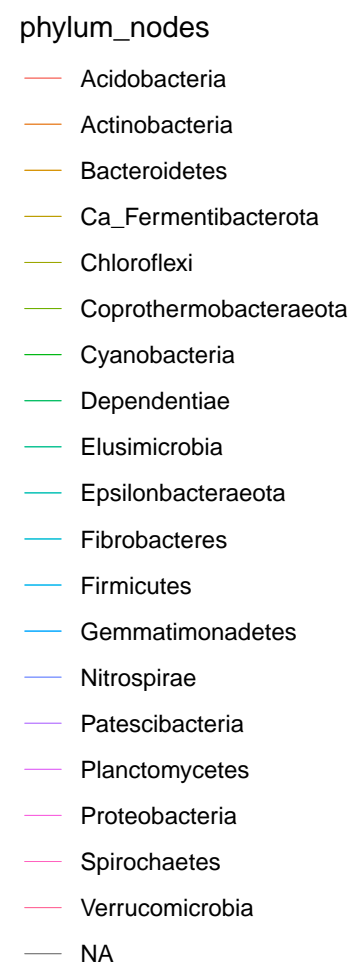 phylum_nodes
Acidobacteria
Actinobacteria
Bacteroidetes
Ca_Fermentibacterota
Chloroflexi
Coprothermobacteraeota
Cyanobacteria
Dependentiae
Elusimicrobia
Epsilonbacteraeota
Fibrobacteres
Firmicutes
Gemmatimonadetes
Nitrospirae
Patescibacteria
Planctomycetes
Proteobacteria
Spirochaetes
Verrucomicrobia
NA